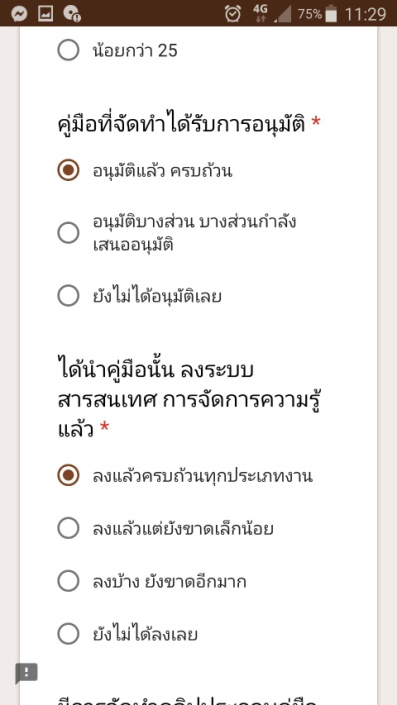 4G 75% 11:29
น้อยกว่า 25
คู่มือที่จัดทำได้รับการอนุมัติ *
อนุมัติแล้ว ครบถ้วน
อนุมัติบางส่วน บางส่วนกำลัง
เสนออนุมัติ
ยังไม่ได้อนุมัติเลย
ได้นำคู่มือนั้น ลงระบบ
สารสนเทศ การจัดการความรู้
แล้ว *
ลงแล้วครบถ้วนทุกประเภทงาน
ลงแล้วแต่ยังขาดเล็กน้อย
ลงบ้าง ยังขาดอีกมาก
ยังไม่ได้ลงเลย